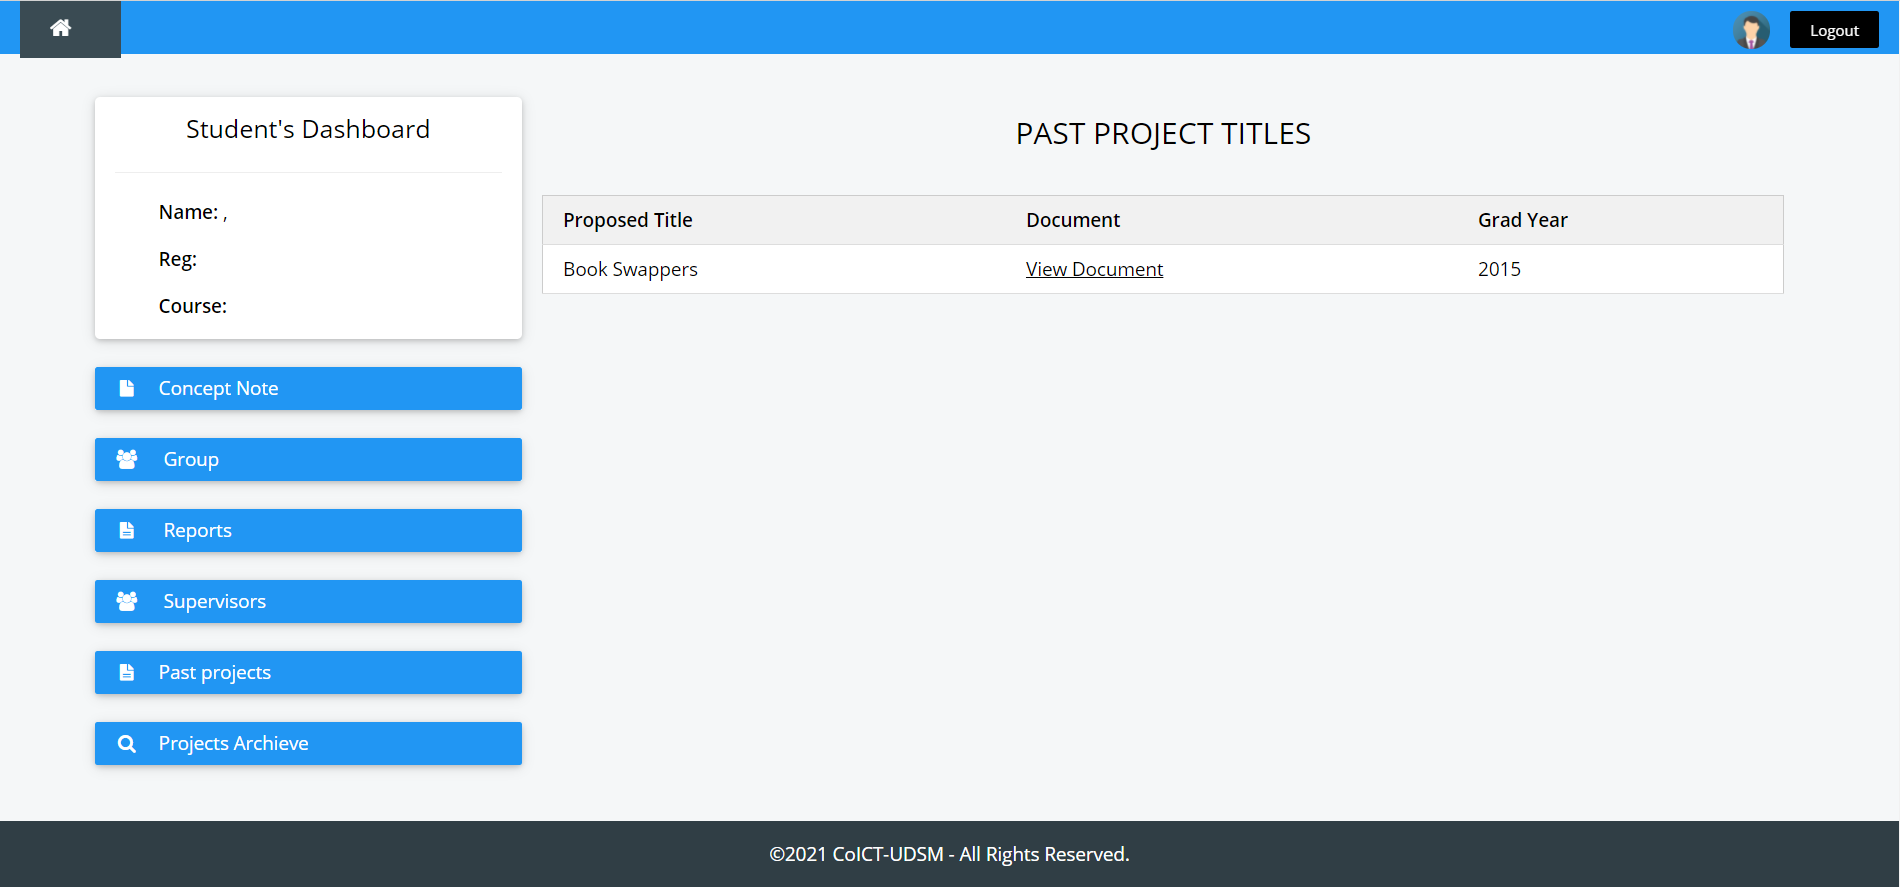 Logout
Student's Dashboard
Name: ,
Reg:
Course:
Concept Note
Group
Reports
Supervisors
Past projects
Projects Archieve
PAST PROJECT TITLES
Proposed Title Document Grad Year
Book Swappers View Document 2015
©2021 CoICT-UDSM - All Rights Reserved.